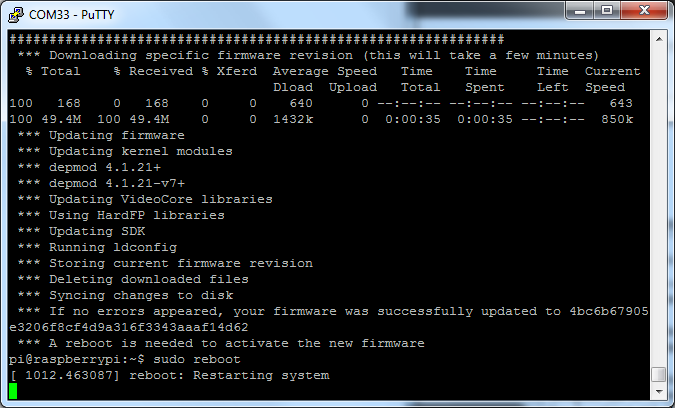 COM33 - PuTTY
#############################################################
*** Downloading specific firmware revision (this will take a few minutes)
% Total % Received % Xferd Average Speed Time Time Time Current
Dload Upload Total Spent Left Speed
100 168 0 168 0 0 640 0 --:--:-- --:--:-- --:--:-- 643
100 49.4M 100 49.4M 0 0 1432k 0 0:00:35 0:00:35 --:--:-- 850k
*** Updating firmware
*** Updating kernel modules
*** depmod 4.1.21+
*** depmod 4.1.21-v7+
*** Updating VideoCore libraries
*** Using HardFP libraries
*** Updating SDK
*** Running ldconfig
*** Storing current firmware revision
*** Deleting downloaded files
*** Syncing changes to disk
*** If no errors appeared, your firmware was successfully updated to 4bc6b67905
e3206f8cf4d9a316f3343aaaf14d62
*** A reboot is needed to activate the new firmware
pi@raspberrypi:~$ sudo reboot
[ 1012.463087] reboot: Restarting system